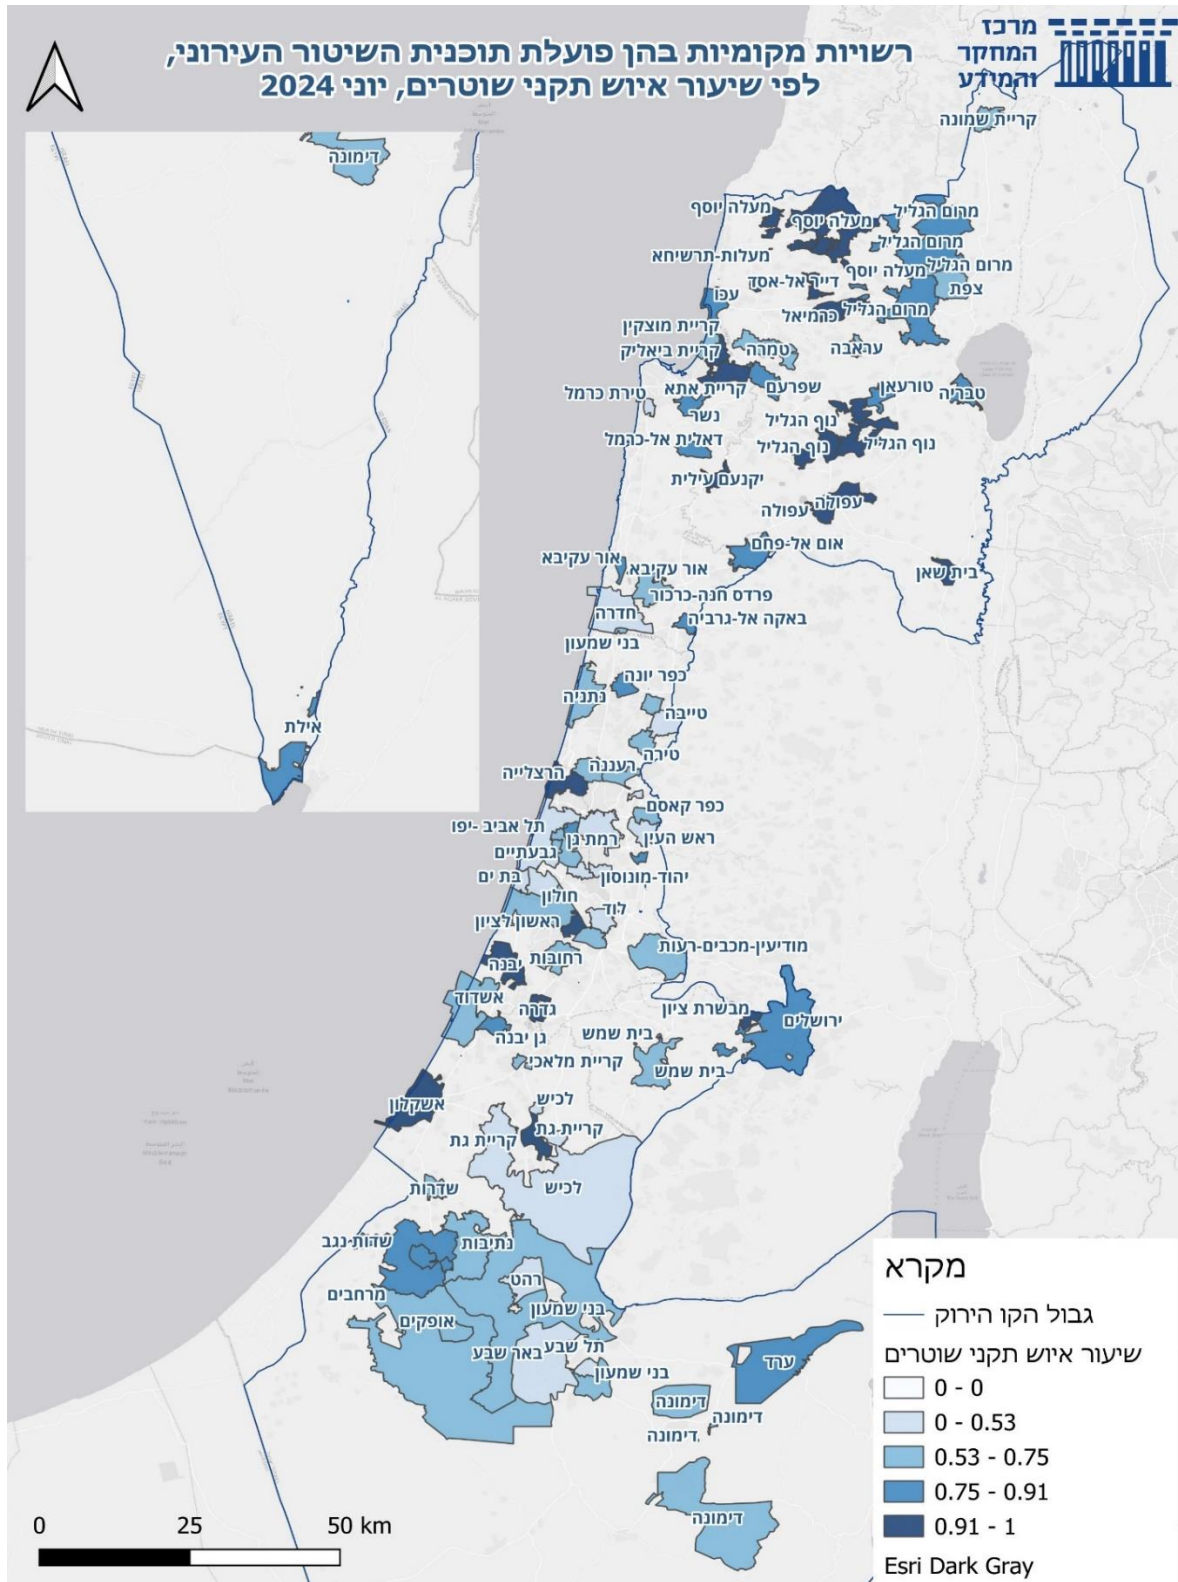 מרכז
המחקר
והמידע
רשויות מקומיות בהן פועלת תוכנית השיטור העירוני,
לפי שיעור איוש תקני שוטרים, יוני 2024
קריית שמונה
דימונה
מעלה יוסף
מעלה יוסף
מרום הגליל
מרום הגליל
מעלות-תרשיחא
מעלה יוסף
מרום הגליל
צפת
דייר אל-אסד
עכו
כרמיאל
מרום הגליל
קריית מוצקין
קריית ביאליק
טמרה
עראבה
קריית אתא
שפרעם
טורעאן
טבריה
טירת כרמל
נשר
נוף הגליל
נוף הגליל
נוף הגליל
דאלית אל-כרמל
יקנעם עילית
עפולה
עפולה
אום אל-פחם
בית שאן
אור עקיבא
אור עקיבא
פרדס חנה-כרכור
חדרה
באקה אל-גרביה
בני שמעון
כפר יונה
נתניה
טייבה
טירה
אילת
רעננה
הרצלייה
כפר קאסם
תל אביב -יפו
רמת גן
ראש העין
גבעתיים
יהוד-מונוסון
בת ים
חולון
לוד
ראשון לציון
מודיעין-מכבים-רעות
רחובות
יבנה
אשדוד
גדרה
מבשרת ציון
ירושלים
גן יבנה
בית שמש
קריית מלאכי
בית שמש
אשקלון
לכיש
קריית גת
קריית גת
לכיש
שדרות
שדות נגב
נתיבות
רהט
מרחבים
אופקים
בני שמעון
תל שבע
באר שבע
בני שמעון
ערד
דימונה
דימונה
דימונה
דימונה
מקרא
גבול הקו הירוק
שיעור איוש תקני שוטרים
0 - 0
0 - 0.53
0.53 - 0.75
0.75 - 0.91
0.91 - 1
Esri Dark Gray
0 25 50 km